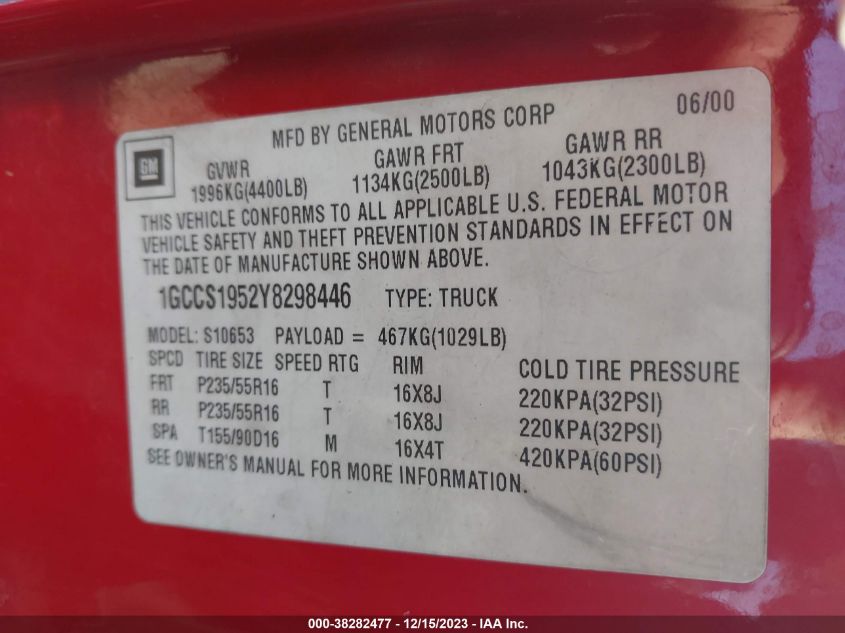 06/00
MFD BY GENERAL MOTORS CORP
GM
GVWR GAWR FRT GAWR RR
1996KG(4400LB) 1134KG(2500LB) 1043KG(2300LB)
THIS VEHICLE CONFORMS TO ALL APPLICABLE U.S. FEDERAL MOTOR
VEHICLE SAFETY AND THEFT PREVENTION STANDARDS IN EFFECT ON
THE DATE OF MANUFACTURE SHOWN ABOVE.
1GCCS1952Y8298446 TYPE: TRUCK
MODEL: S10653 PAYLOAD = 467KG(1029LB)
SPCD TIRE SIZE SPEED RTG RIM COLD TIRE PRESSURE
FRT P235/55R16 T 16X8J 220KPA(32PSI)
RR P235/55R16 T 16X8J 220KPA(32PSI)
SPA T155/90D16 M 16X4T 420KPA(60PSI)
SEE OWNER'S MANUAL FOR MORE INFORMATION.
000-38282477 - 12/15/2023 - IAA Inc.